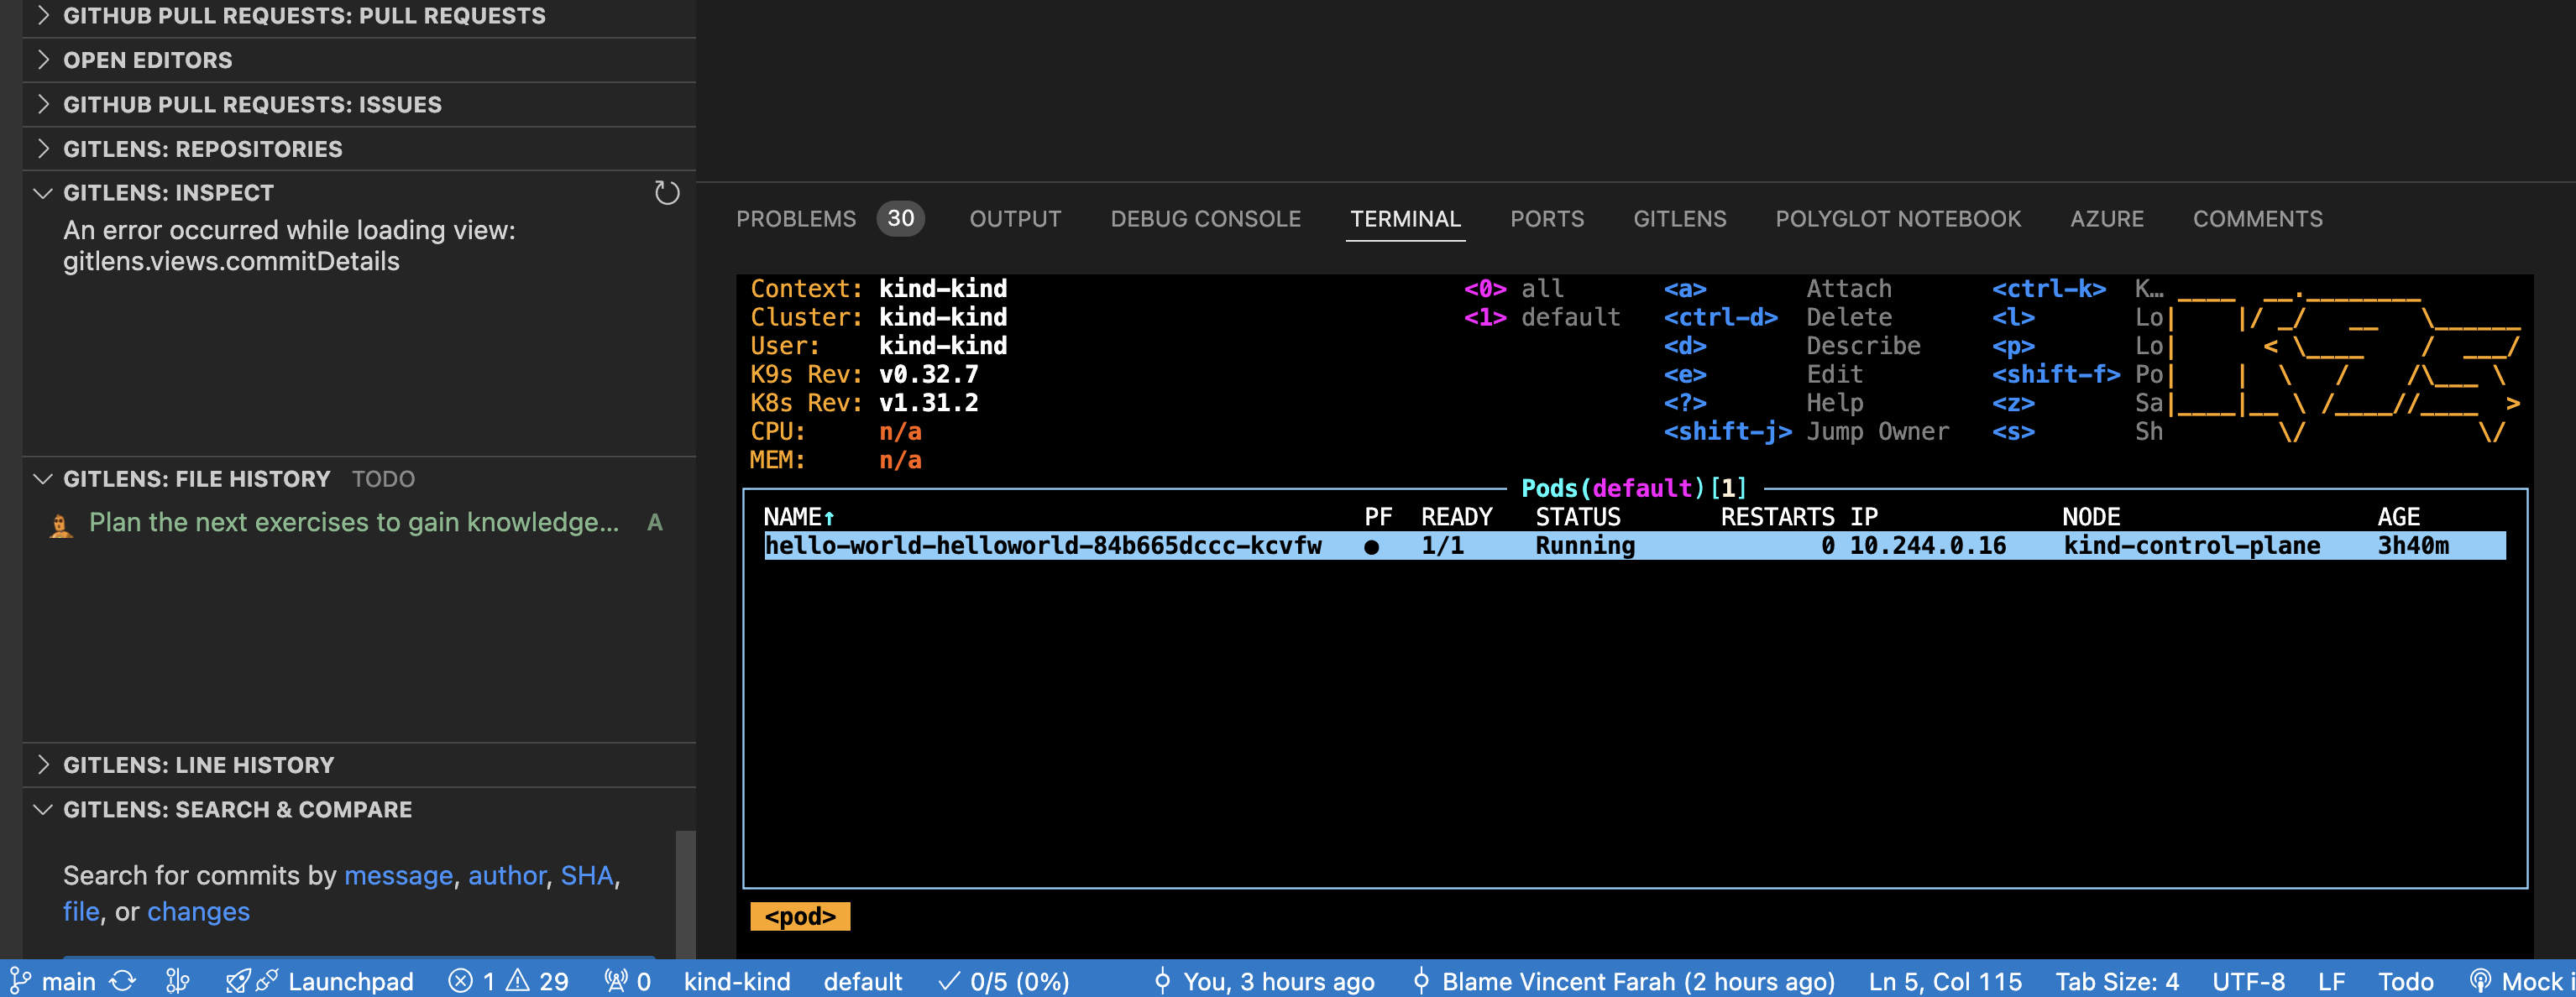 GITHUB PULL REQUESTS: PULL REQUESTS
OPEN EDITORS
GITHUB PULL REQUESTS: ISSUES
GITLENS: REPOSITORIES
GITLENS: INSPECT
An error occurred while loading view:
gitlens.views.commitDetails
GITLENS: FILE HISTORY TODO
Plan the next exercises to gain knowledge... A
GITLENS: LINE HISTORY
GITLENS: SEARCH & COMPARE
Search for commits by message, author, SHA,
file, or changes
PROBLEMS 30 OUTPUT DEBUG CONSOLE TERMINAL PORTS GITLENS POLYGLOT NOTEBOOK AZURE COMMENTS
Context: kind-kind <0> all <a> Attach <ctrl-k> K…
Cluster: kind-kind <1> default <ctrl-d> Delete <l> Lo
User: kind-kind <d> Describe <p> Lo
K9s Rev: v0.32.7 <e> Edit <shift-f> Po
K8s Rev: v1.31.2 <?> Help <z> Sa
CPU: n/a <shift-j> Jump Owner <s> Sh
MEM: n/a
Pods(default)[1]
NAME↑ PF READY STATUS RESTARTS IP NODE AGE
hello-world-helloworld-84b665dccc-kcvfw ● 1/1 Running 0 10.244.0.16 kind-control-plane 3h40m
<pod>
main Launchpad 1 29 0 kind-kind default 0/5 (0%) You, 3 hours ago Blame Vincent Farah (2 hours ago) Ln 5, Col 115 Tab Size: 4 UTF-8 LF Todo Mock i